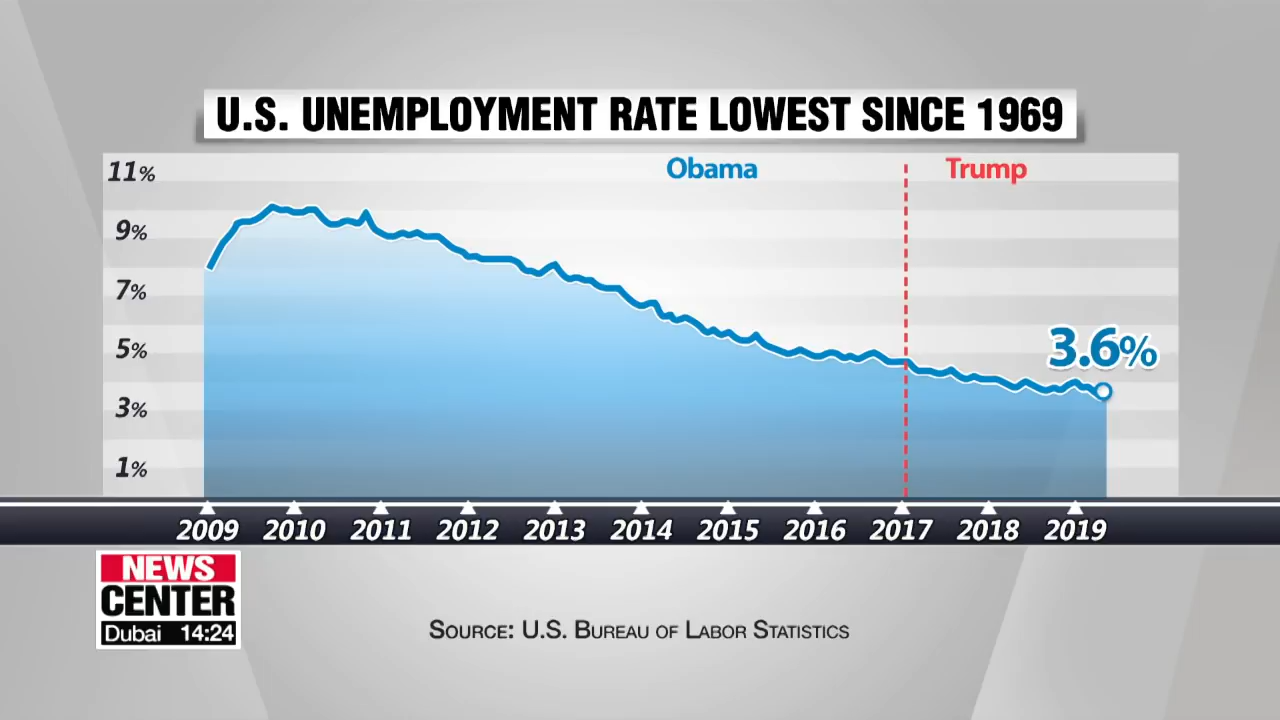 U.S. UNEMPLOYMENT RATE LOWEST SINCE 1969
Obama
Trump
11%
9%
7%
5%
3%
1%
3.6%
2009 2010 2011 2012 2013 2014 2015 2016 2017 2018 2019
NEWS
CENTER
Dubai 14:24
SOURCE: U.S. BUREAU OF LABOR STATISTICS